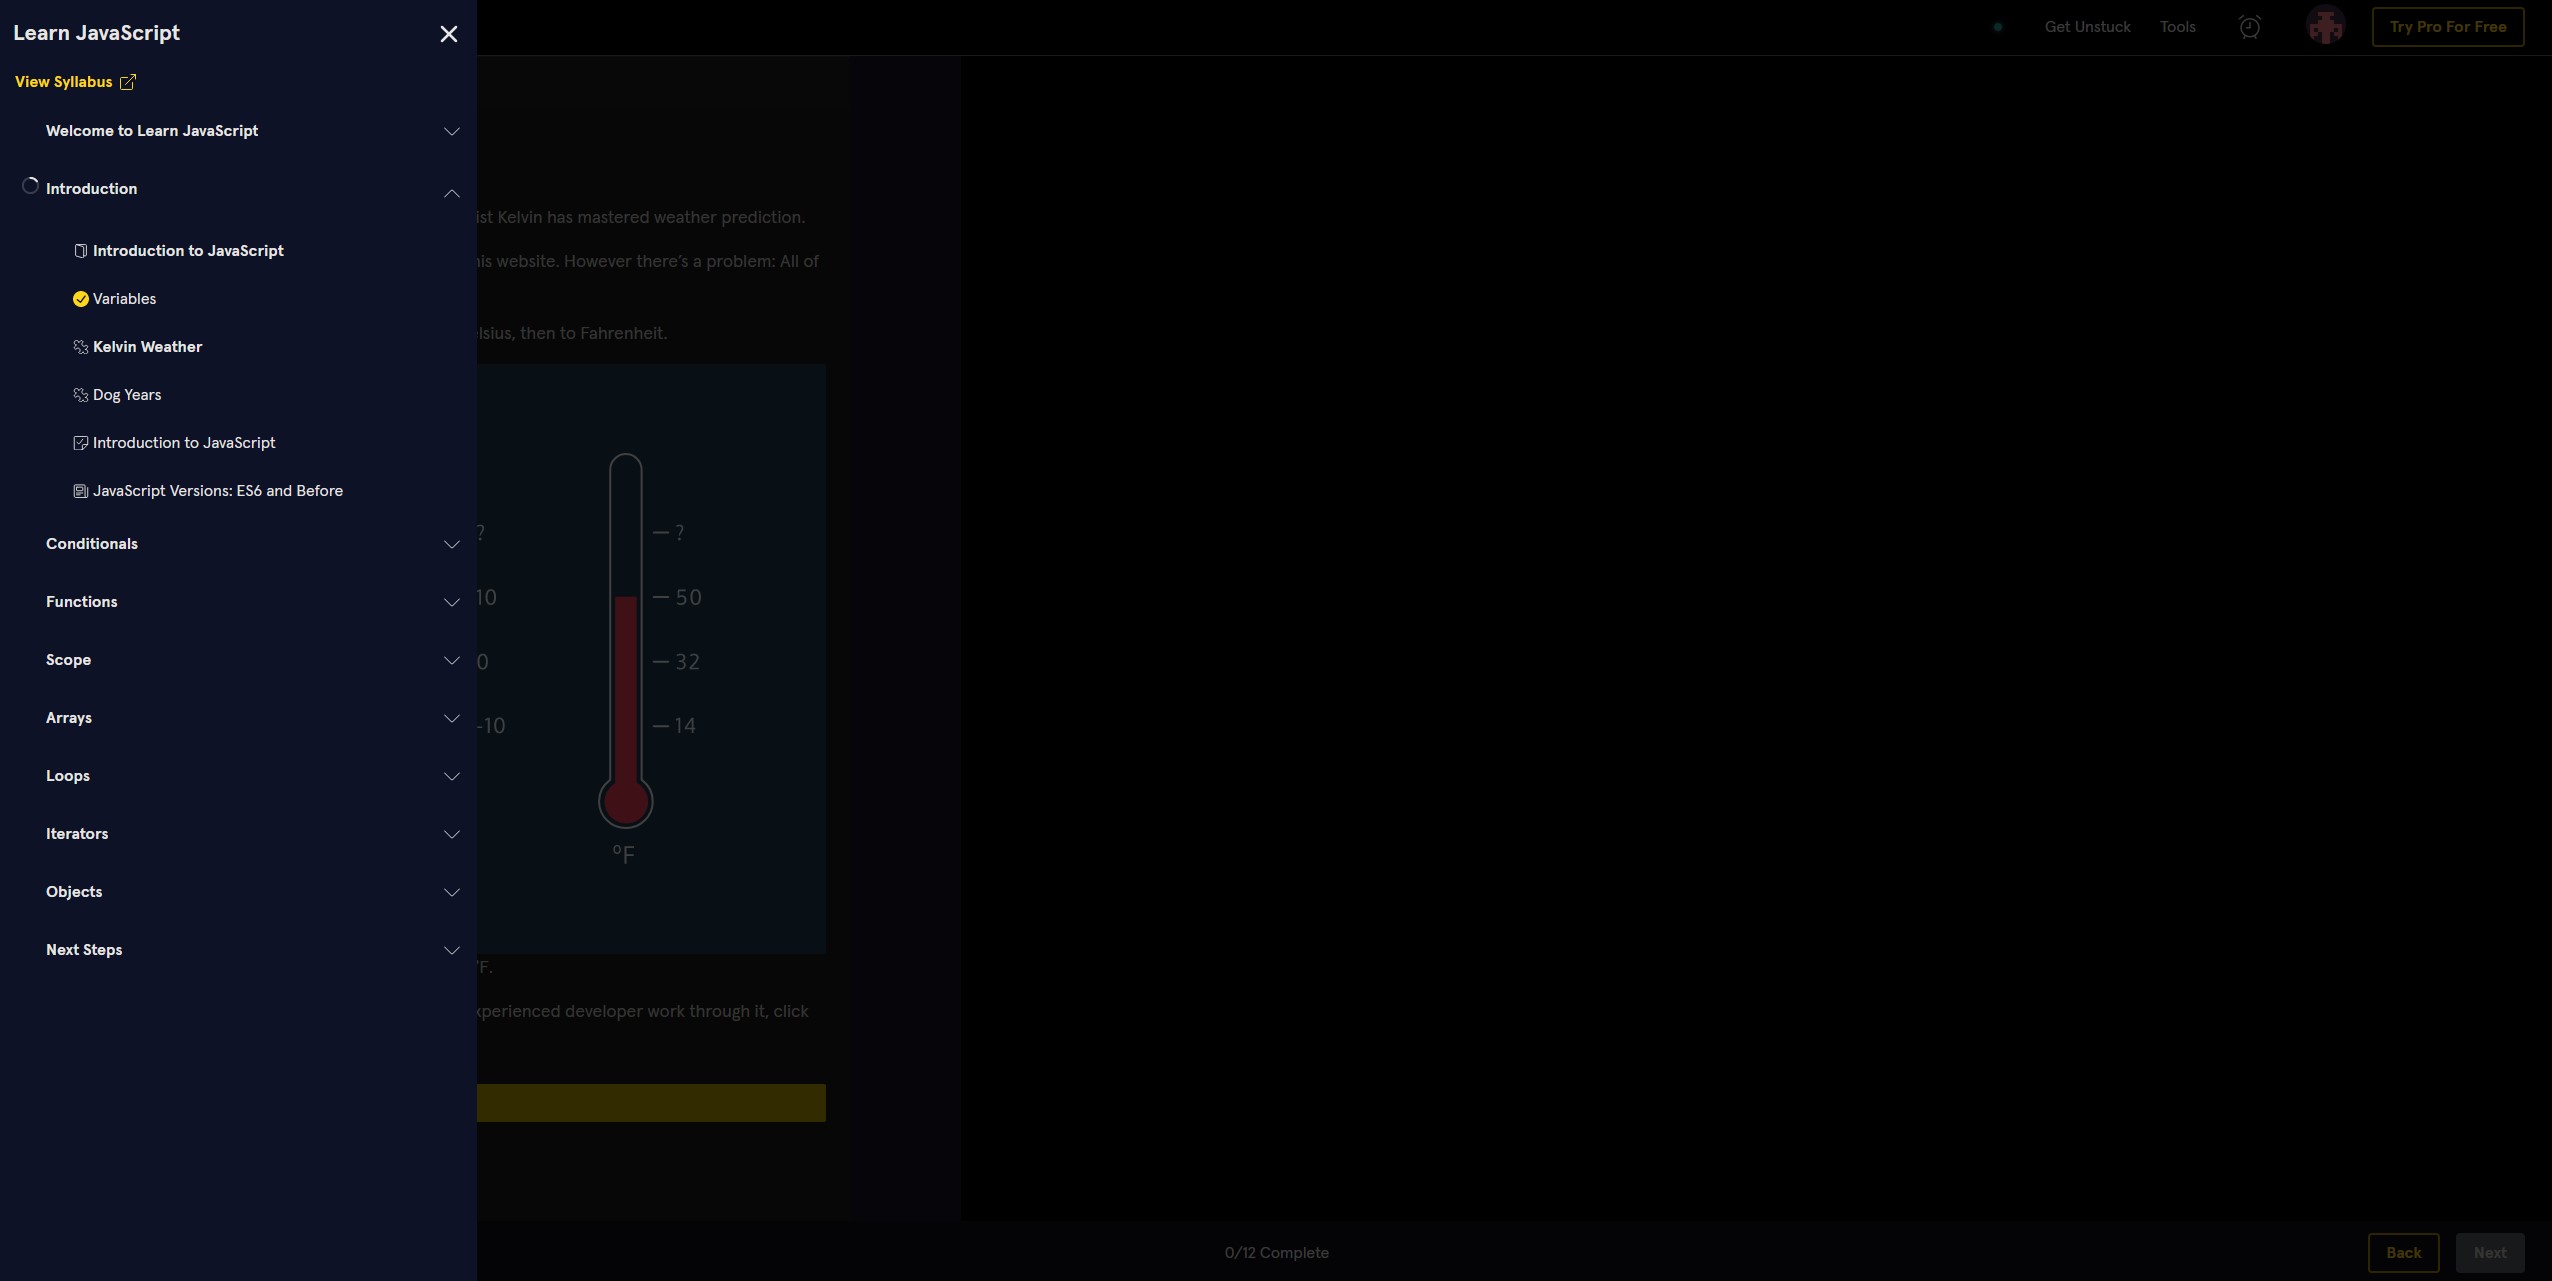 Learn JavaScript
Get Unstuck
Tools
Try Pro For Free
View Syllabus
Welcome to Learn JavaScript
Introduction
ist Kelvin has mastered weather prediction.
Introduction to JavaScript
his website. However there's a problem: All of
Variables
elsius, then to Fahrenheit.
Kelvin Weather
Dog Years
Introduction to JavaScript
JavaScript Versions: ES6 and Before
Conditionals
? — ?
Functions
10 — 50
Scope
0 — 32
Arrays
-10 — 14
Loops
Iterators
°F
Objects
Next Steps
°F.
xperienced developer work through it, click
0/12 Complete
Back
Next